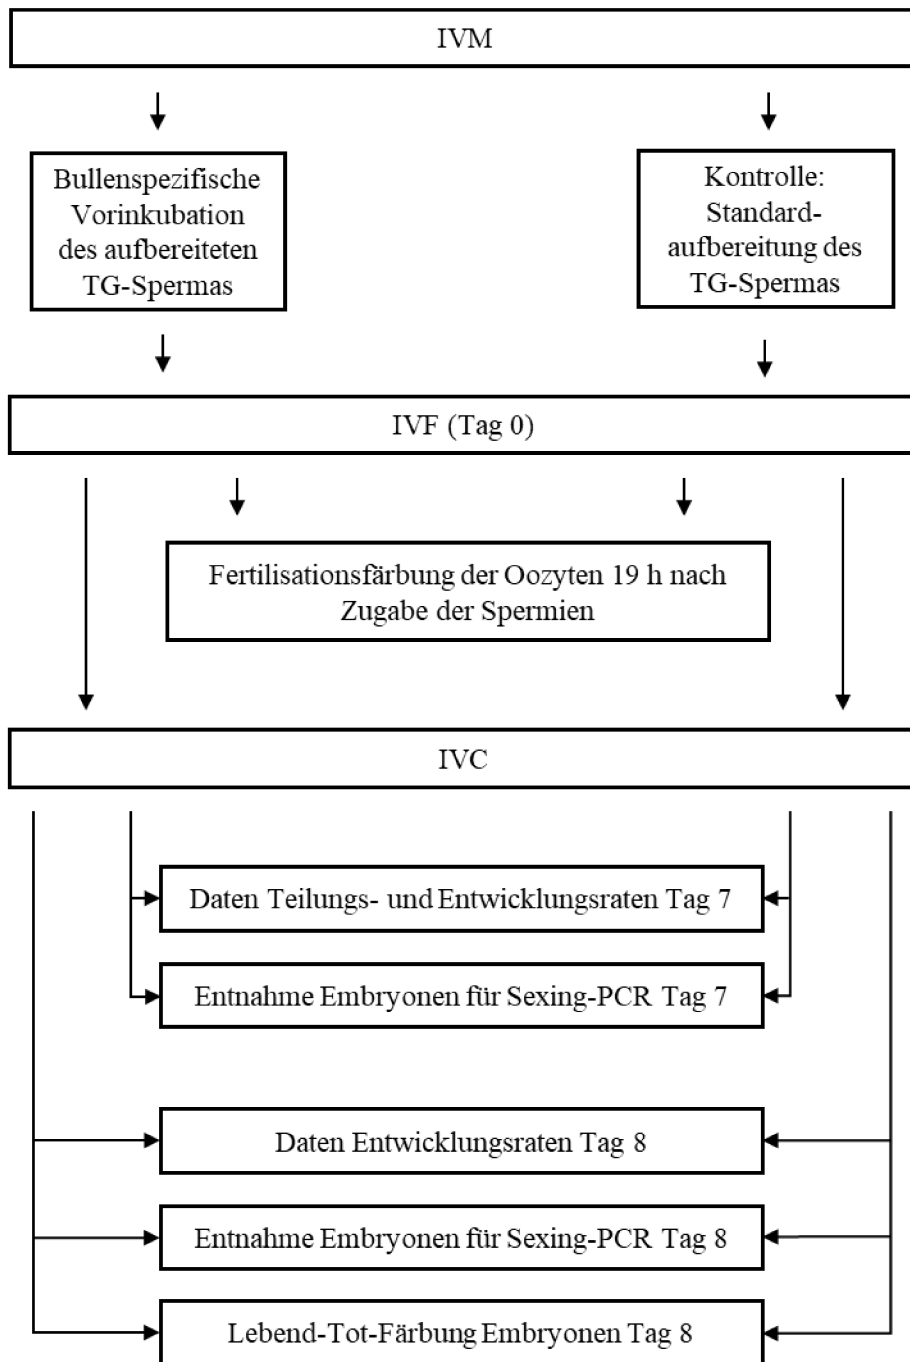 IVM
Bullenspezifische
Vorinkubation
des aufbereiteten
TG-Spermas
Kontrolle:
Standard-
aufbereitung des
TG-Spermas
IVF (Tag 0)
Fertilisationsfärbung der Oozyten 19 h nach
Zugabe der Spermien
IVC
Daten Teilungs- und Entwicklungsraten Tag 7
Entnahme Embryonen für Sexing-PCR Tag 7
Daten Entwicklungsraten Tag 8
Entnahme Embryonen für Sexing-PCR Tag 8
Lebend-Tot-Färbung Embryonen Tag 8